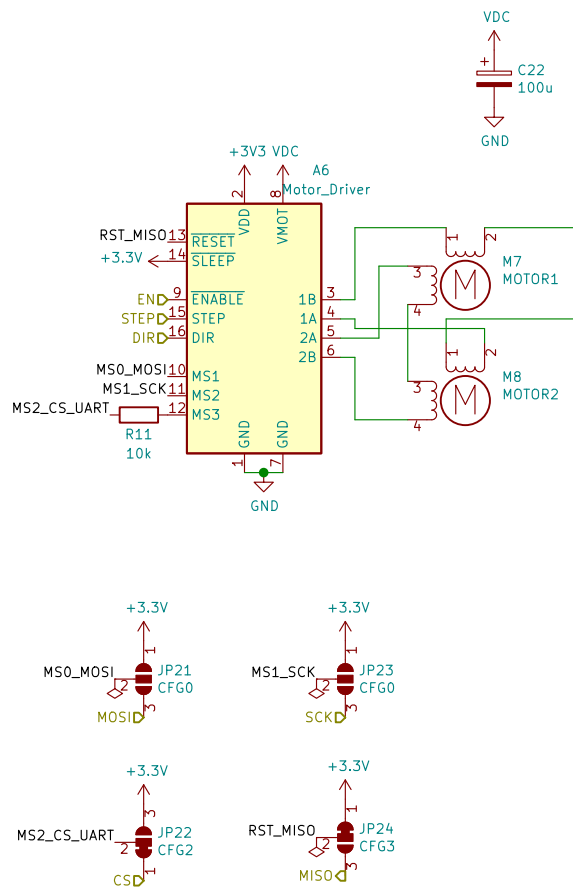 VDC
+
C22
100u
GND
+3V3 VDC
A6
Motor_Driver
2
8
VDD
VMOT
RST_MISO 13 RESET
+3.3V 14 SLEEP
EN 9 ENABLE
STEP 15 STEP
DIR 16 DIR
MS0_MOSI 10 MS1
MS1_SCK 11 MS2
MS2_CS_UART 12 MS3
R11
10k
1B 3
1A 4
2A 5
2B 6
GND
GND
1
7
GND
1 2
M7
MOTOR1
3
M
4
1 2
M8
MOTOR2
3
M
4
+3.3V
1
MS0_MOSI
JP21
2
CFG0
3
MOSI
+3.3V
1
MS1_SCK
JP23
2
CFG0
3
SCK
+3.3V
3
MS2_CS_UART
JP22
2
CFG2
1
CS
+3.3V
1
RST_MISO
JP24
2
CFG3
3
MISO